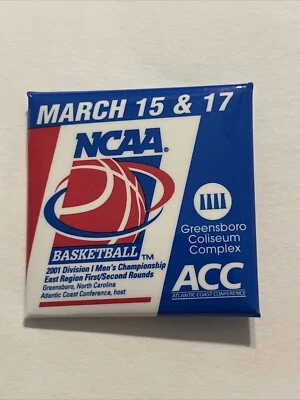 MARCH 15 & 17
NCAA®
BASKETBALL™
2001 Division I Men's Championship
East Region First/Second Rounds
Greensboro, North Carolina
Atlantic Coast Conference, host
Greensboro
Coliseum
Complex
ACC
ATLANTIC COAST CONFERENCE